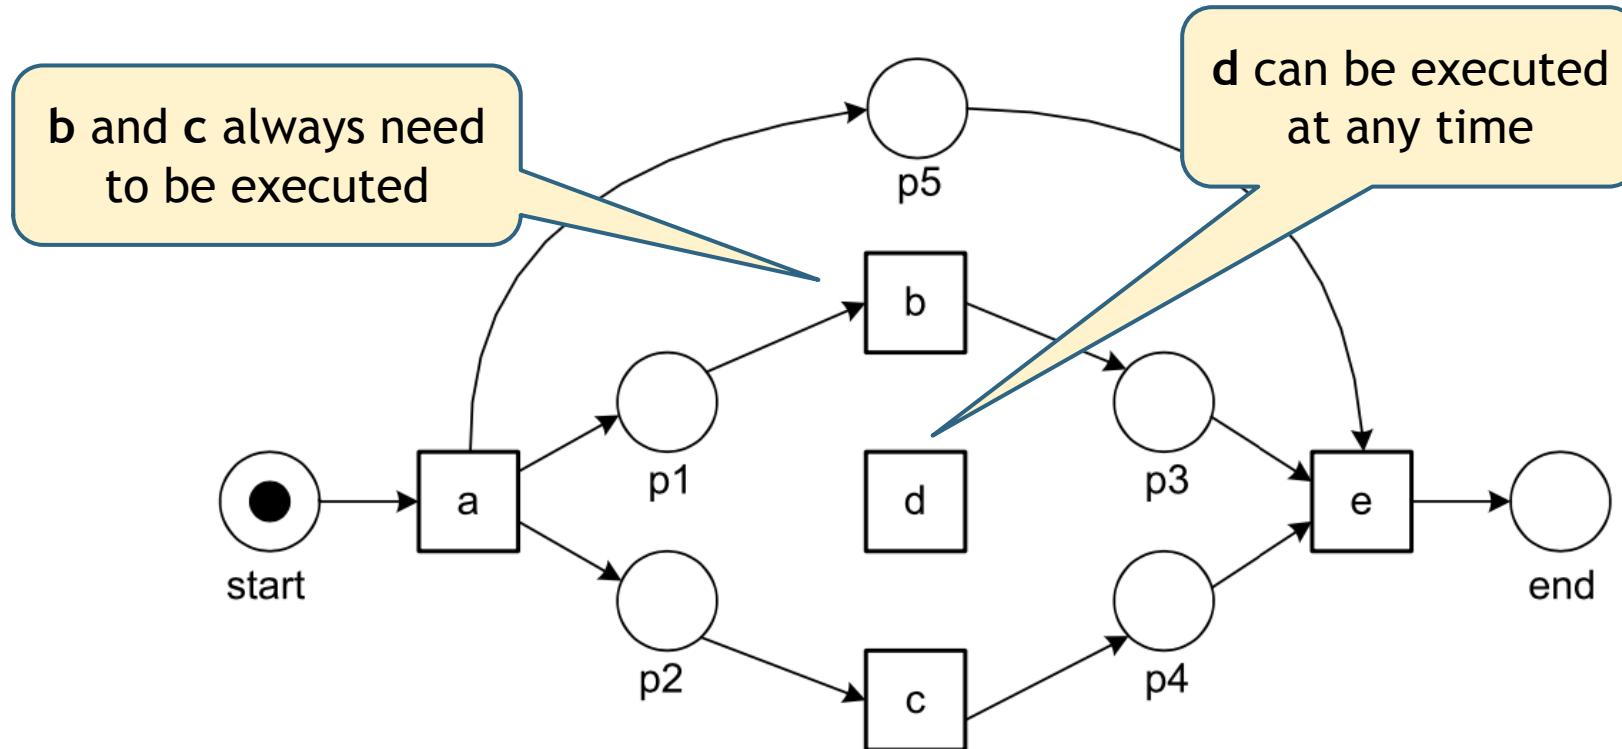 b and c always need
to be executed
d can be executed
at any time
p5
b
p1
p3
start
a
d
e
end
p2
c
p4